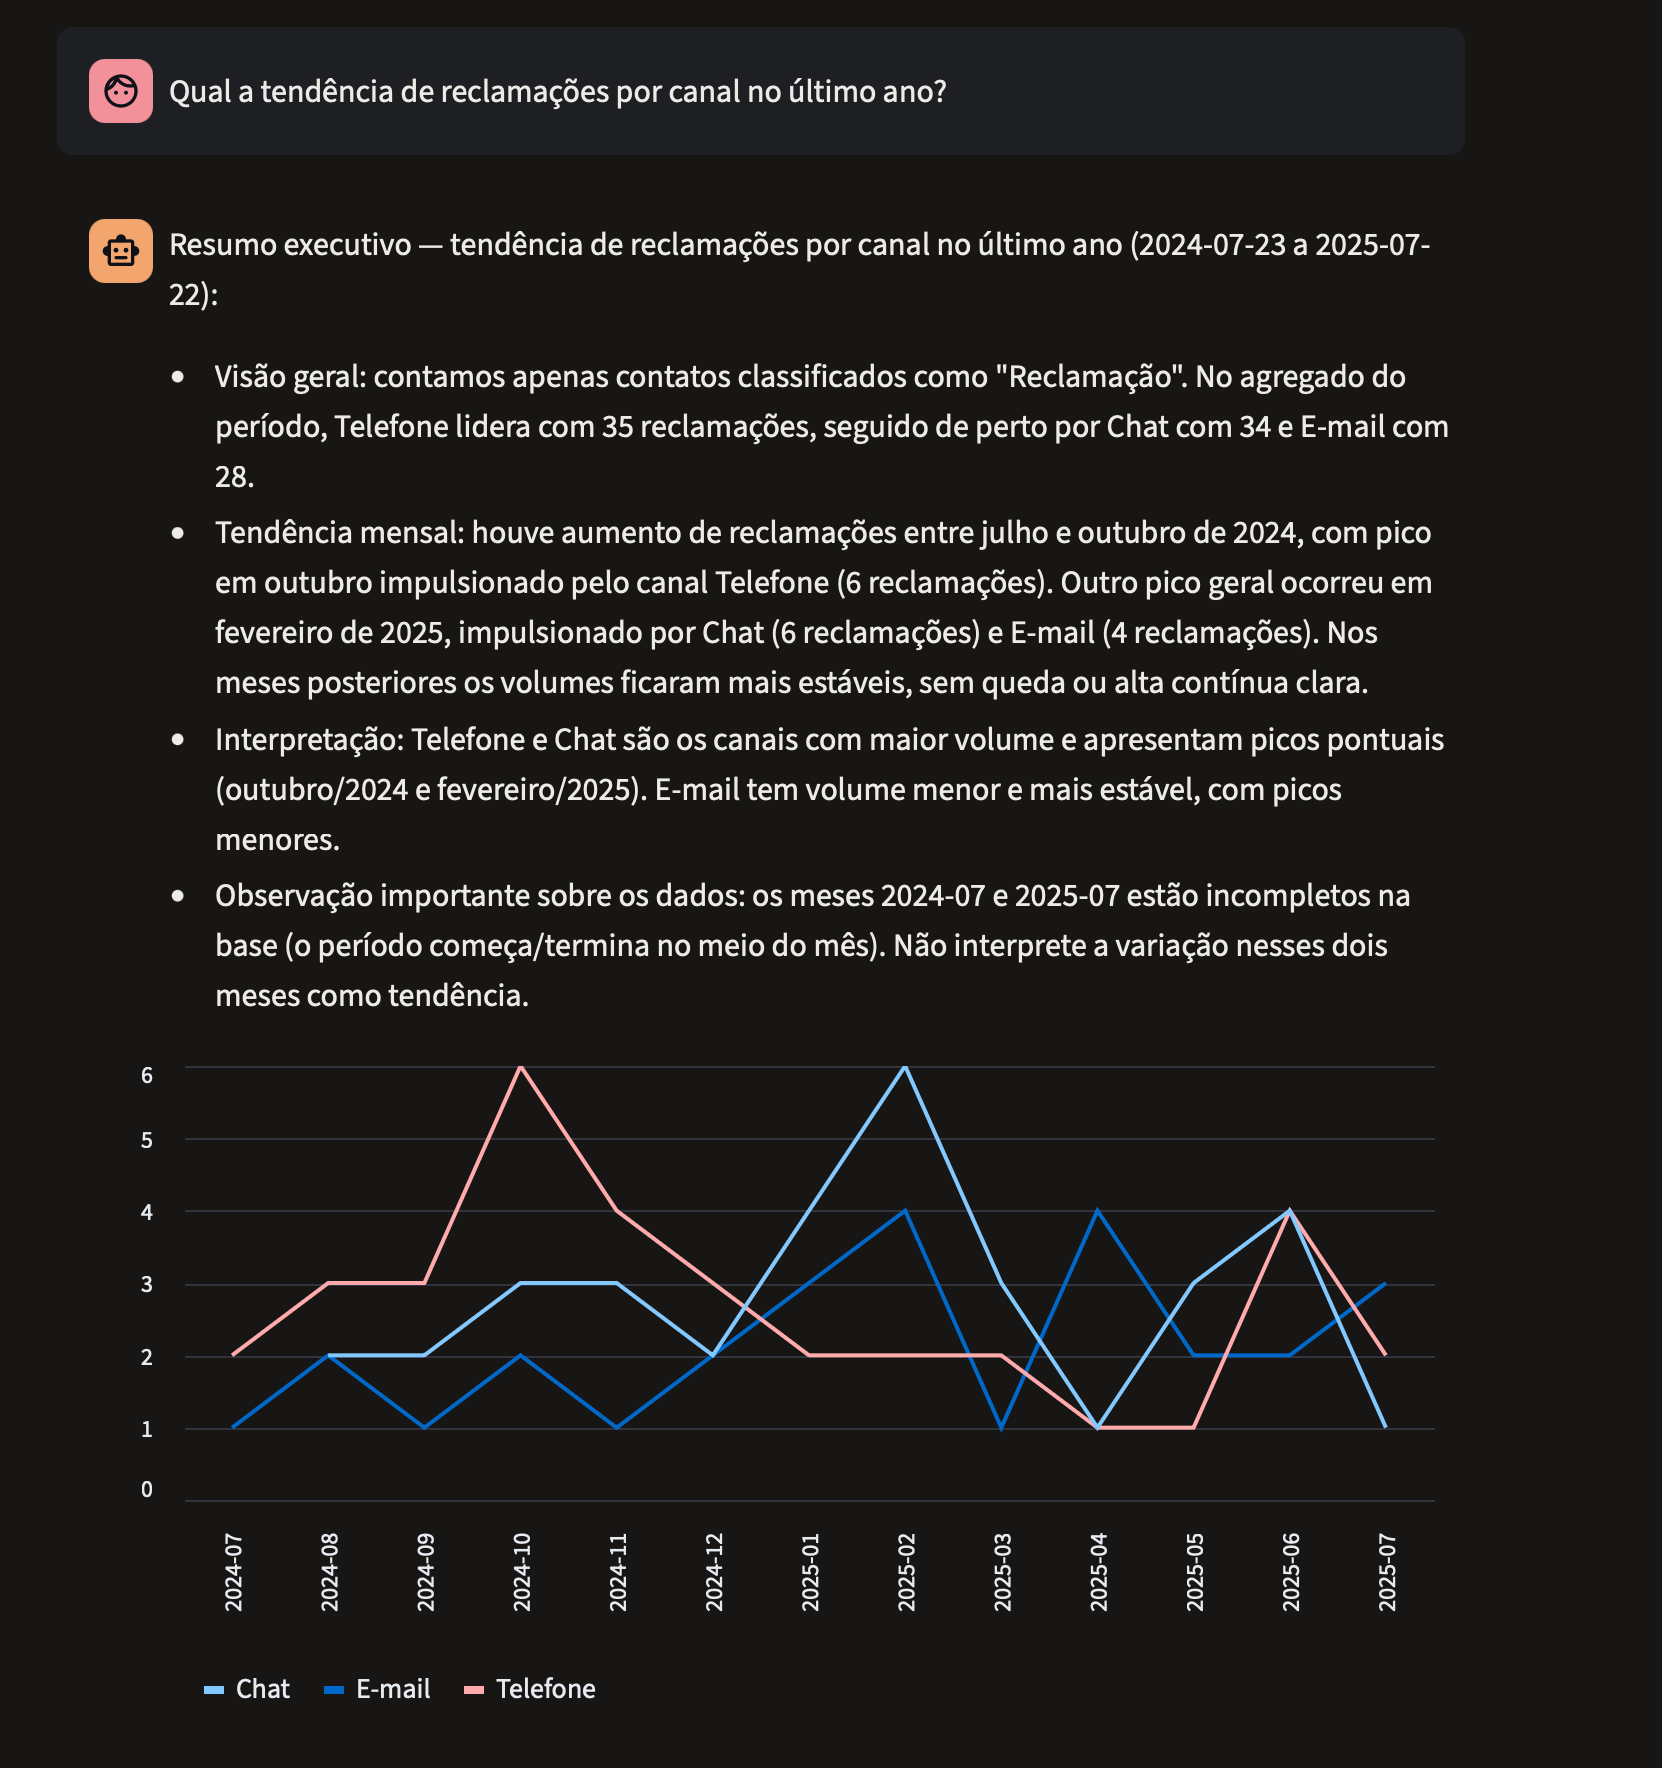 Qual a tendência de reclamações por canal no último ano?
Resumo executivo — tendência de reclamações por canal no último ano (2024-07-23 a 2025-07-
22):
• Visão geral: contamos apenas contatos classificados como "Reclamação". No agregado do
período, Telefone lidera com 35 reclamações, seguido de perto por Chat com 34 e E-mail com
28.
• Tendência mensal: houve aumento de reclamações entre julho e outubro de 2024, com pico
em outubro impulsionado pelo canal Telefone (6 reclamações). Outro pico geral ocorreu em
fevereiro de 2025, impulsionado por Chat (6 reclamações) e E-mail (4 reclamações). Nos
meses posteriores os volumes ficaram mais estáveis, sem queda ou alta contínua clara.
• Interpretação: Telefone e Chat são os canais com maior volume e apresentam picos pontuais
(outubro/2024 e fevereiro/2025). E-mail tem volume menor e mais estável, com picos
menores.
• Observação importante sobre os dados: os meses 2024-07 e 2025-07 estão incompletos na
base (o período começa/termina no meio do mês). Não interprete a variação nesses dois
meses como tendência.
6
5
4
3
2
1
0
2024-07
2024-08
2024-09
2024-10
2024-11
2024-12
2025-01
2025-02
2025-03
2025-04
2025-05
2025-06
2025-07
Chat E-mail Telefone